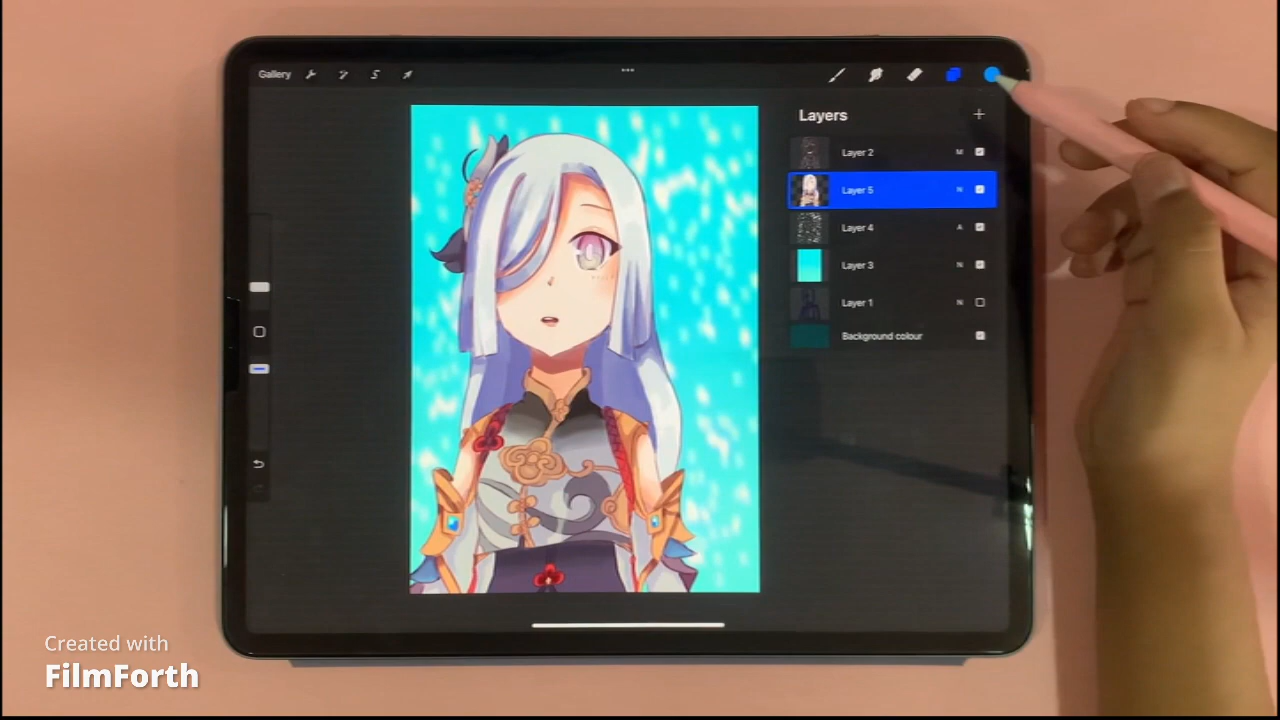 Gallery
Layers
Layer 2 M
Layer 5 N
Layer 4 A
Layer 3 N
Layer 1 N
Background colour
Created with
FilmForth